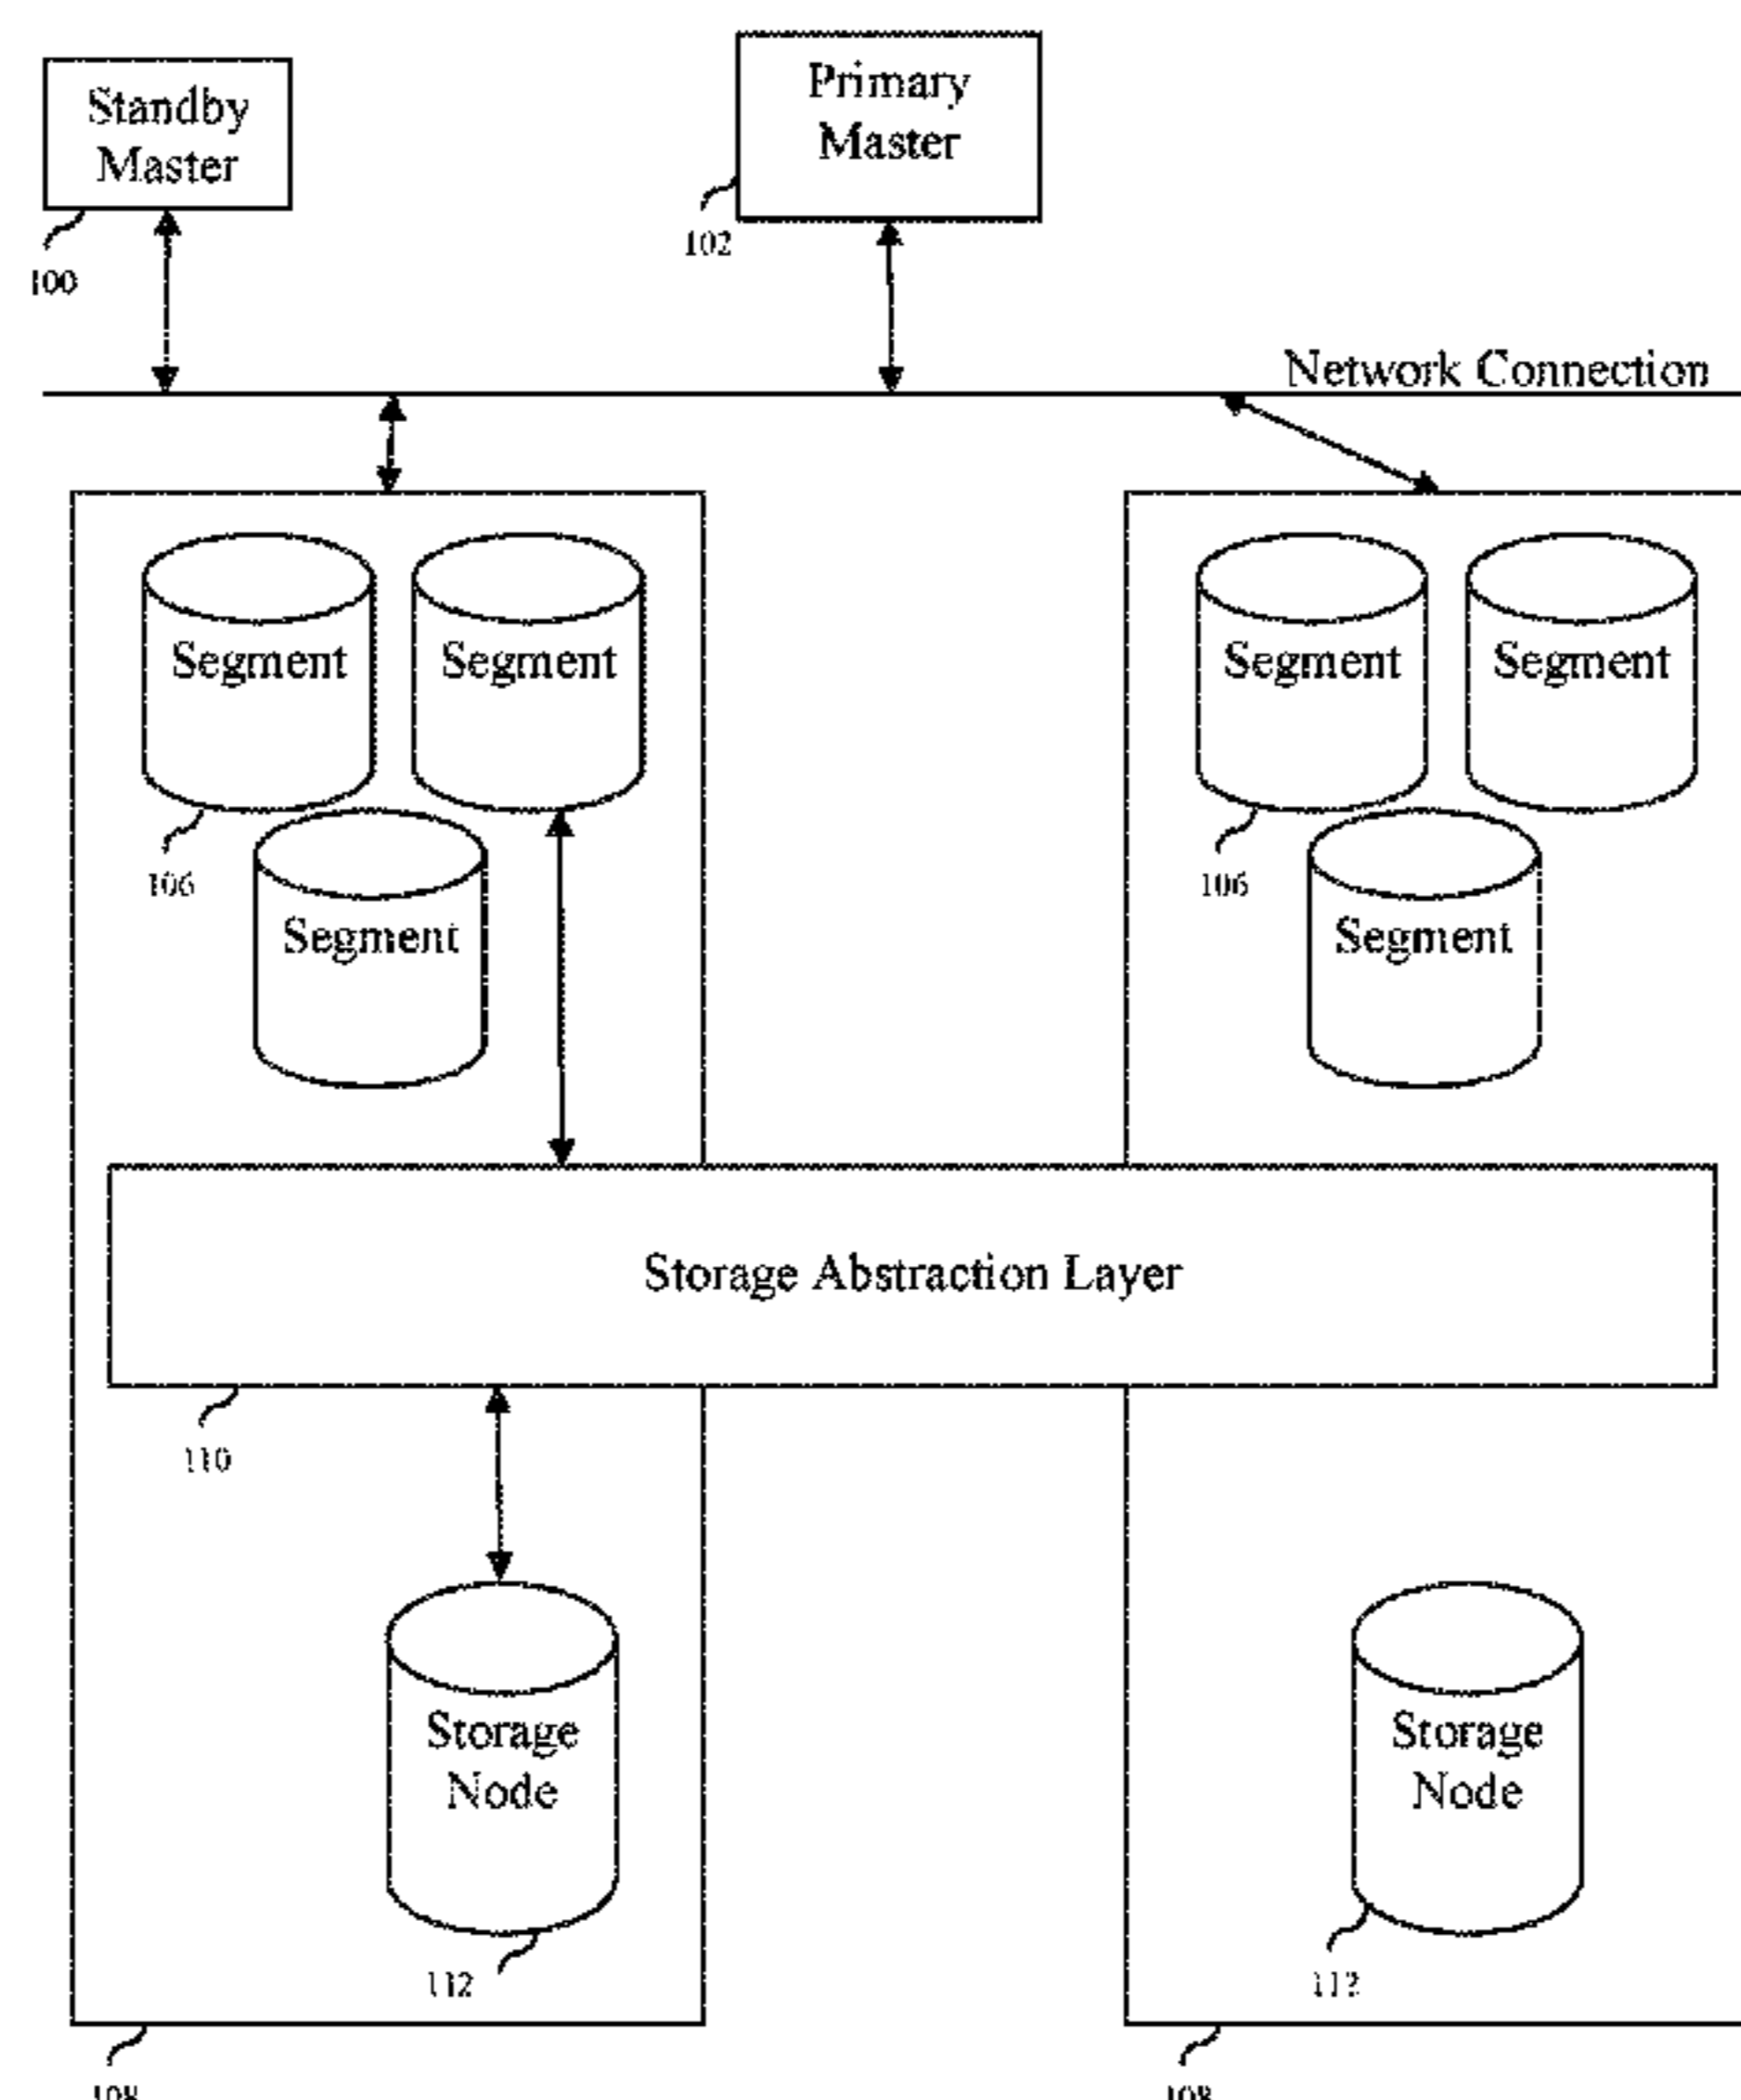 Standby
Master
100
Primary
Master
102
Network Connection
Segment
Segment
106
Segment
Segment
Segment
106
Segment
Storage Abstraction Layer
110
Storage
Node
112
Storage
Node
112
108
108